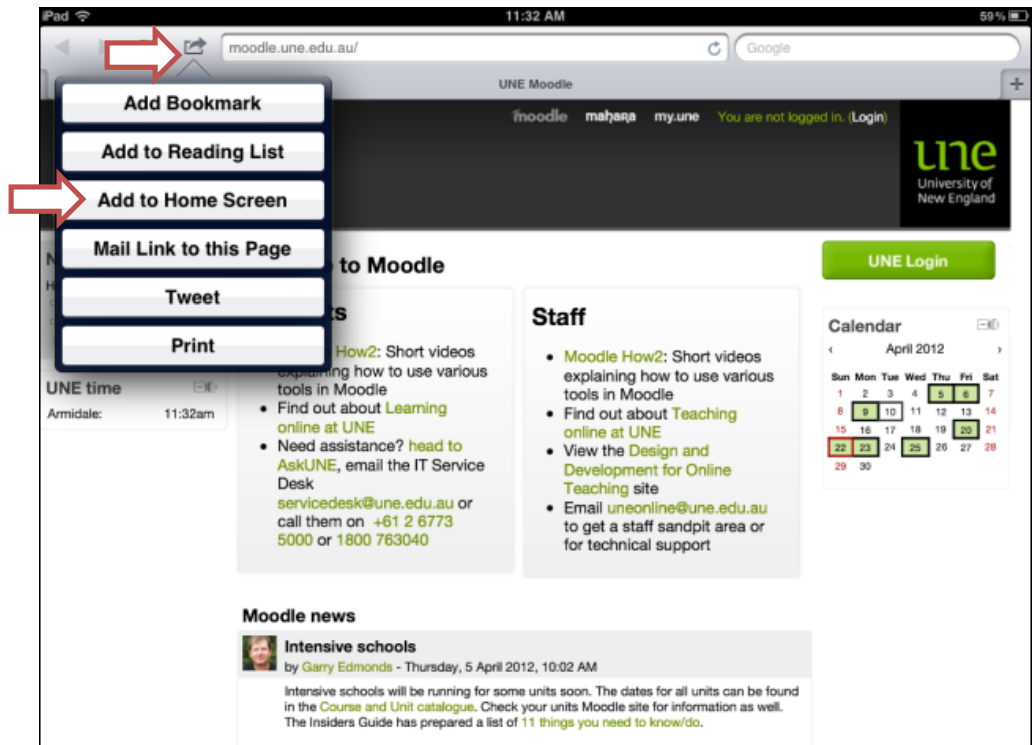 iPad 11:32 AM 59%
moodle.une.edu.au/ Google
UNE Moodle
Add Bookmark
Add to Reading List
Add to Home Screen
Mail Link to this Page
Tweet
Print
moodle mahara my.une You are not logged in. (Login)
une
University of
New England
to Moodle
UNE Login
UNE time
Armidale: 11:32am
How2: Short videos
explaining how to use various
tools in Moodle
• Find out about Learning
online at UNE
• Need assistance? head to
AskUNE, email the IT Service
Desk
servicedesk@une.edu.au or
call them on +61 2 6773
5000 or 1800 763040
Staff
• Moodle How2: Short videos
explaining how to use various
tools in Moodle
• Find out about Teaching
online at UNE
• View the Design and
Development for Online
Teaching site
• Email uneonline@une.edu.au
to get a staff sandpit area or
for technical support
Calendar
‹ April 2012 ›
Sun Mon Tue Wed Thu Fri Sat
1 2 3 4 5 6 7
8 9 10 11 12 13 14
15 16 17 18 19 20 21
22 23 24 25 26 27 28
29 30
Moodle news
Intensive schools
by Garry Edmonds - Thursday, 5 April 2012, 10:02 AM
Intensive schools will be running for some units soon. The dates for all units can be found
in the Course and Unit catalogue. Check your units Moodle site for information as well.
The Insiders Guide has prepared a list of 11 things you need to know/do.